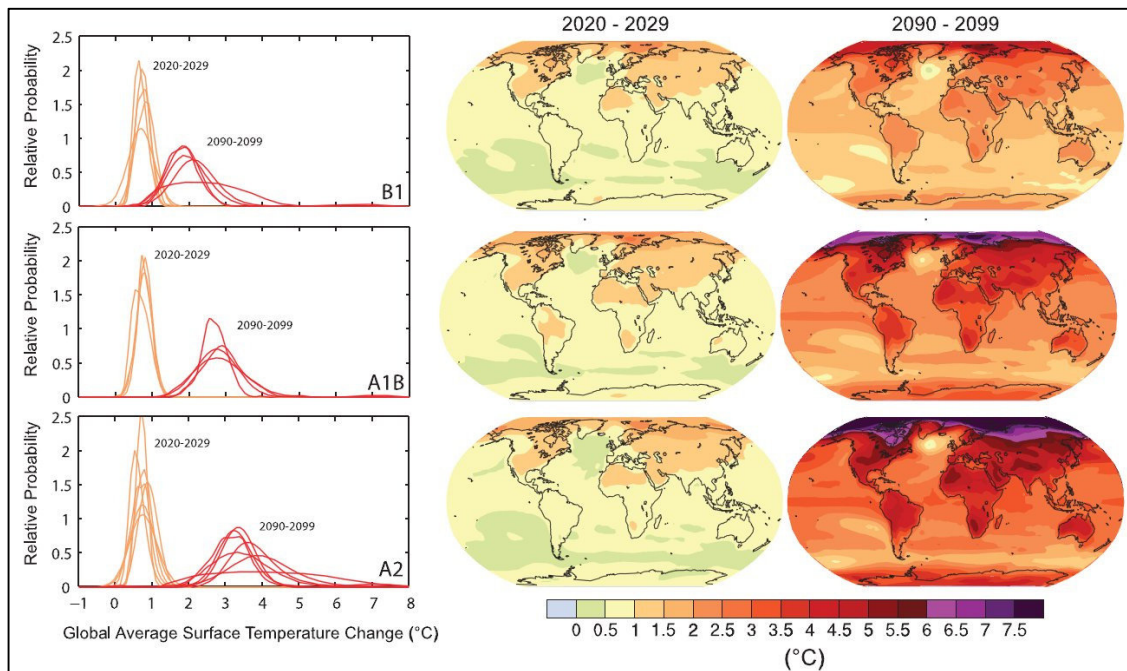 2020 - 2029
2090 - 2099
2.5
2
1.5
1
0.5
0
Relative Probability
2020-2029
2090-2099
B1
2.5
2
1.5
1
0.5
0
Relative Probability
2020-2029
2090-2099
A1B
2.5
2
1.5
1
0.5
0
Relative Probability
2020-2029
2090-2099
A2
−1 0 1 2 3 4 5 6 7 8
Global Average Surface Temperature Change (°C)
0 0.5 1 1.5 2 2.5 3 3.5 4 4.5 5 5.5 6 6.5 7 7.5
(°C)